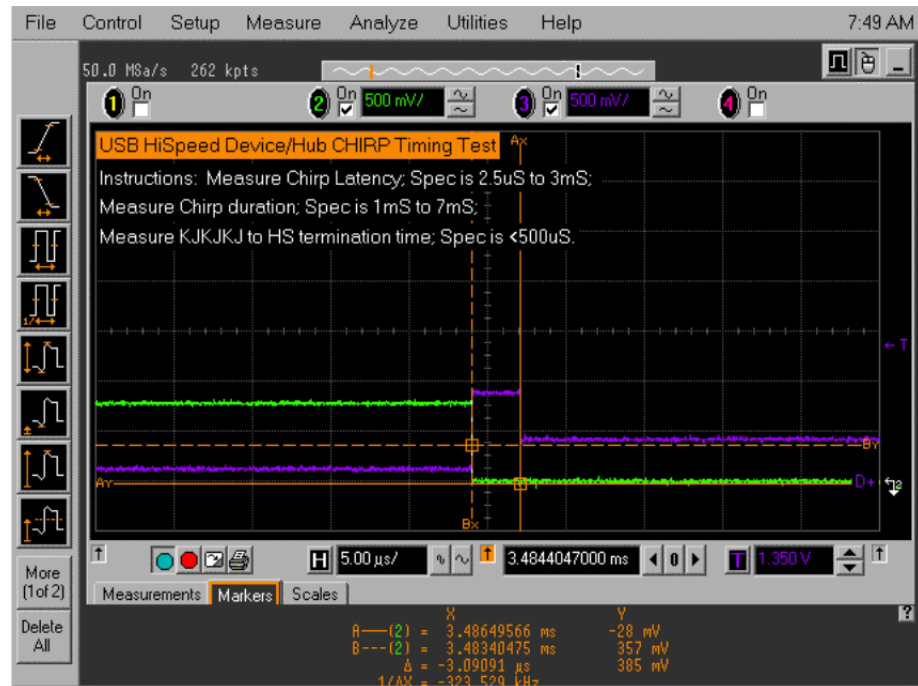 File Control Setup Measure Analyze Utilities Help 7:49 AM
50.0 MSa/s 262 kpts
1 On 2 On 500 mV/ 3 On 500 mV/ 4 On
USB HiSpeed Device/Hub CHIRP Timing Test Ax
Instructions: Measure Chirp Latency; Spec is 2.5uS to 3mS;
Measure Chirp duration; Spec is 1mS to 7mS;
Measure KJKJKJ to HS termination time; Spec is <500uS.
T
By
Ay D+ 2
Bx
H 5.00 µs/ 3.4844047000 ms 0 T 1.350 V
More
(1of 2)
Measurements Markers Scales
Delete
All
?
X Y
A---(2) = 3.48649566 ms -28 mV
B---(2) = 3.48340475 ms 357 mV
Δ = -3.09091 µs 385 mV
1/ΔX = -323.529 kHz